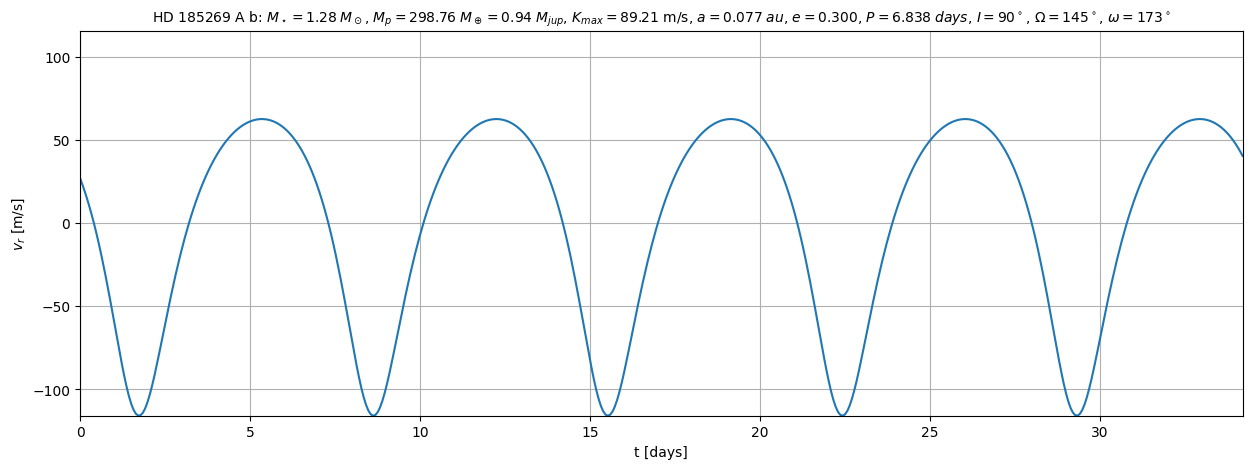 HD 185269 A b: M⋆ = 1.28 M⊙, Mp = 298.76 M⊕ = 0.94 Mjup, Kmax = 89.21 m/s, a = 0.077 au, e = 0.300, P = 6.838 days, I = 90°, Ω = 145°, ω = 173°
100
50
0
−50
−100
vr [m/s]
0 5 10 15 20 25 30
t [days]